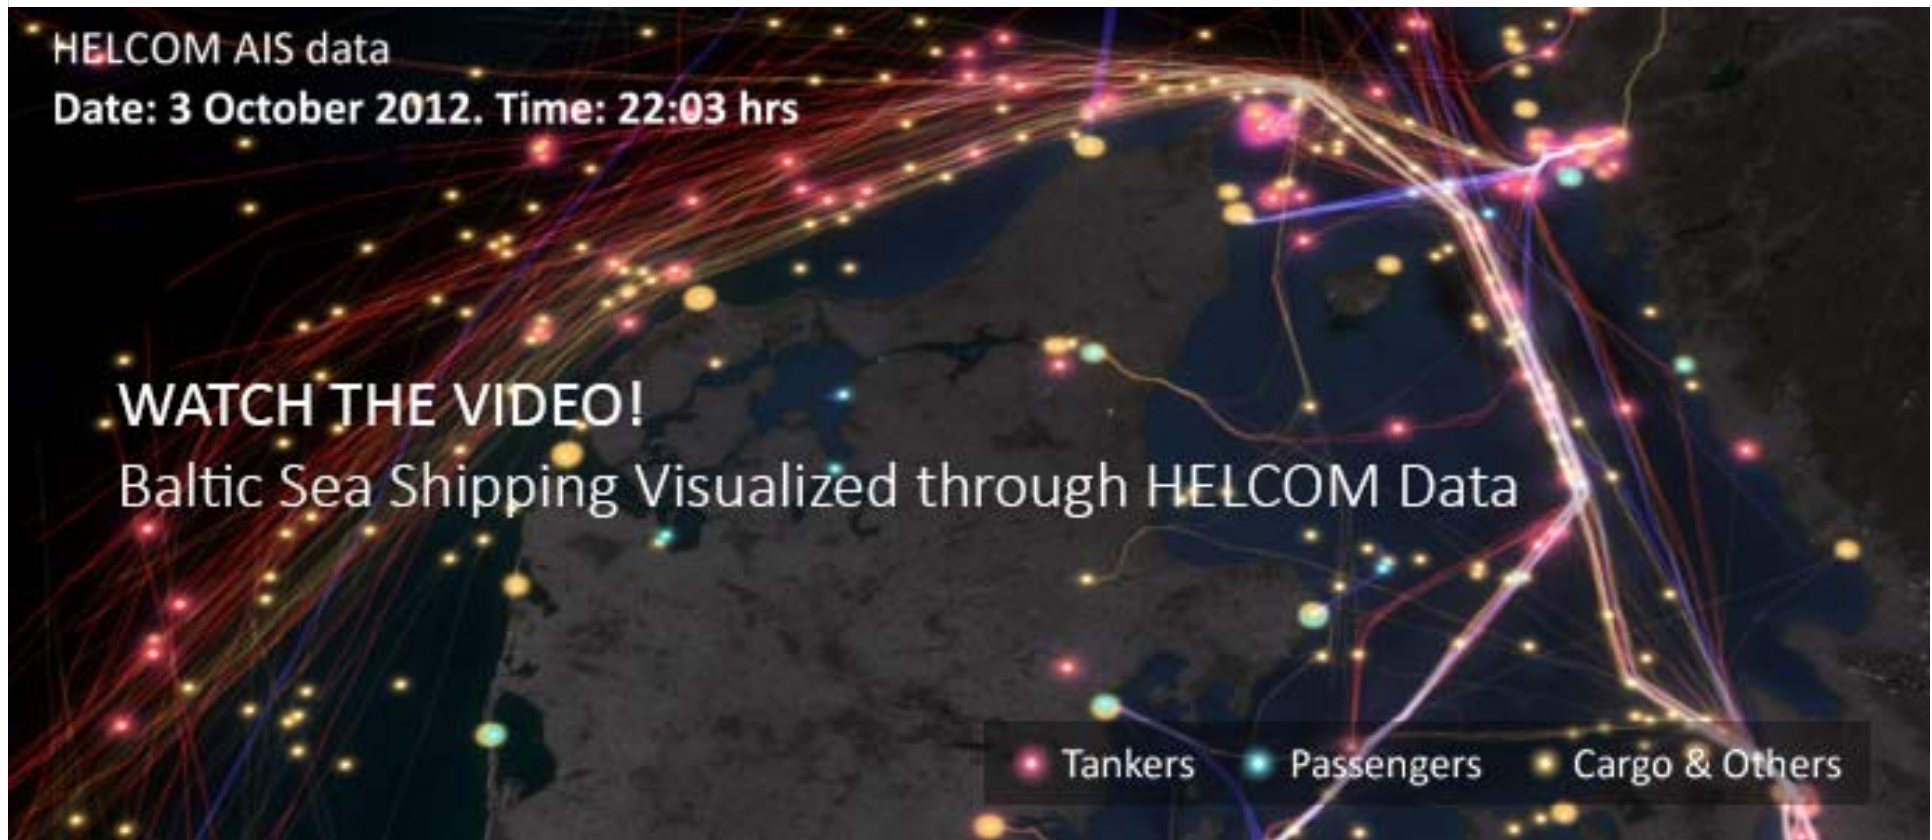 HELCOM AIS data
Date: 3 October 2012. Time: 22:03 hrs
WATCH THE VIDEO!
Baltic Sea Shipping Visualized through HELCOM Data
Tankers Passengers Cargo & Others